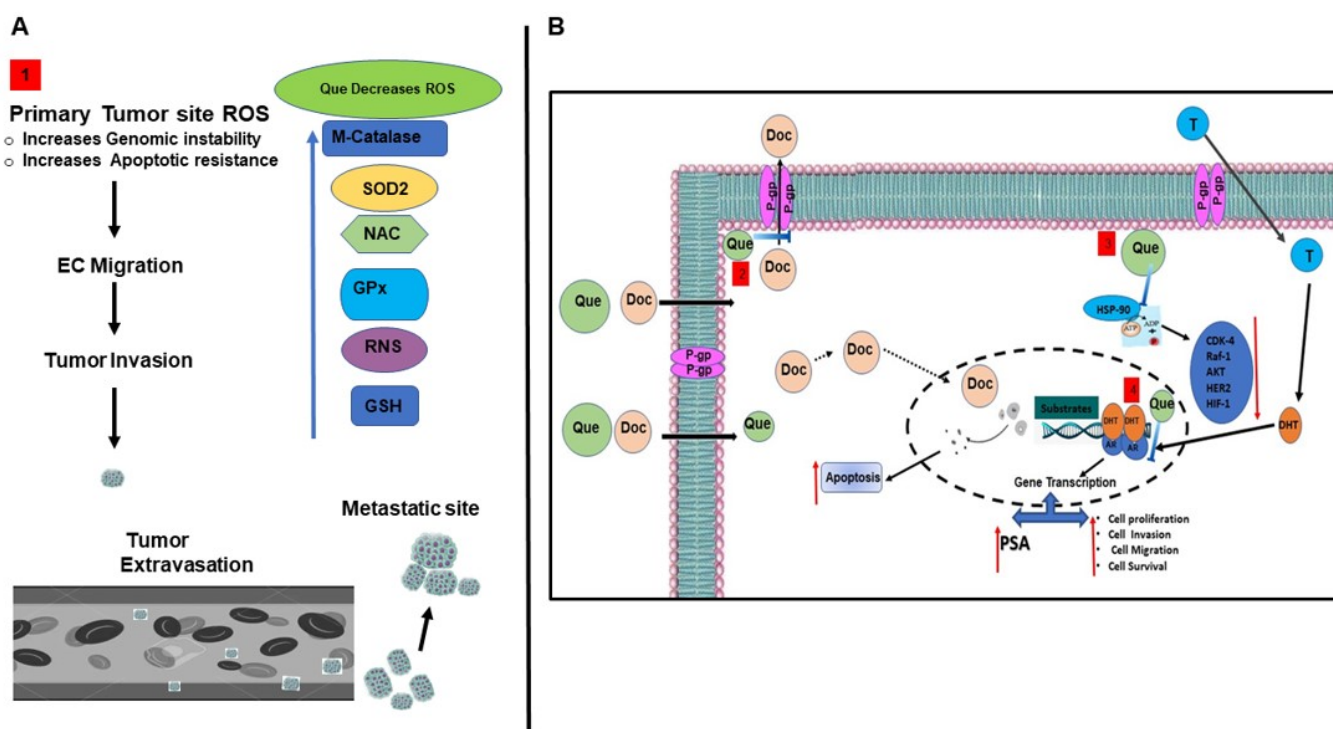 A
1
Primary Tumor site ROS
o Increases Genomic instability
o Increases Apoptotic resistance
EC Migration
Tumor Invasion
Tumor
Extravasation
Metastatic site
Que Decreases ROS
M-Catalase
SOD2
NAC
GPx
RNS
GSH
B
Doc
P-gp
P-gp
Que
2
Doc
Que
Doc
P-gp
P-gp
Que
Doc
Que
T
P-gp
P-gp
T
3
Que
HSP-90
ATP
ADP
P
CDK-4
Raf-1
AKT
HER2
HIF-1
DHT
Doc
Doc
Doc
Substrates
4
Que
DHT
DHT
AR
AR
Gene Transcription
Apoptosis
PSA
• Cell proliferation
• Cell Invasion
• Cell Migration
• Cell Survival